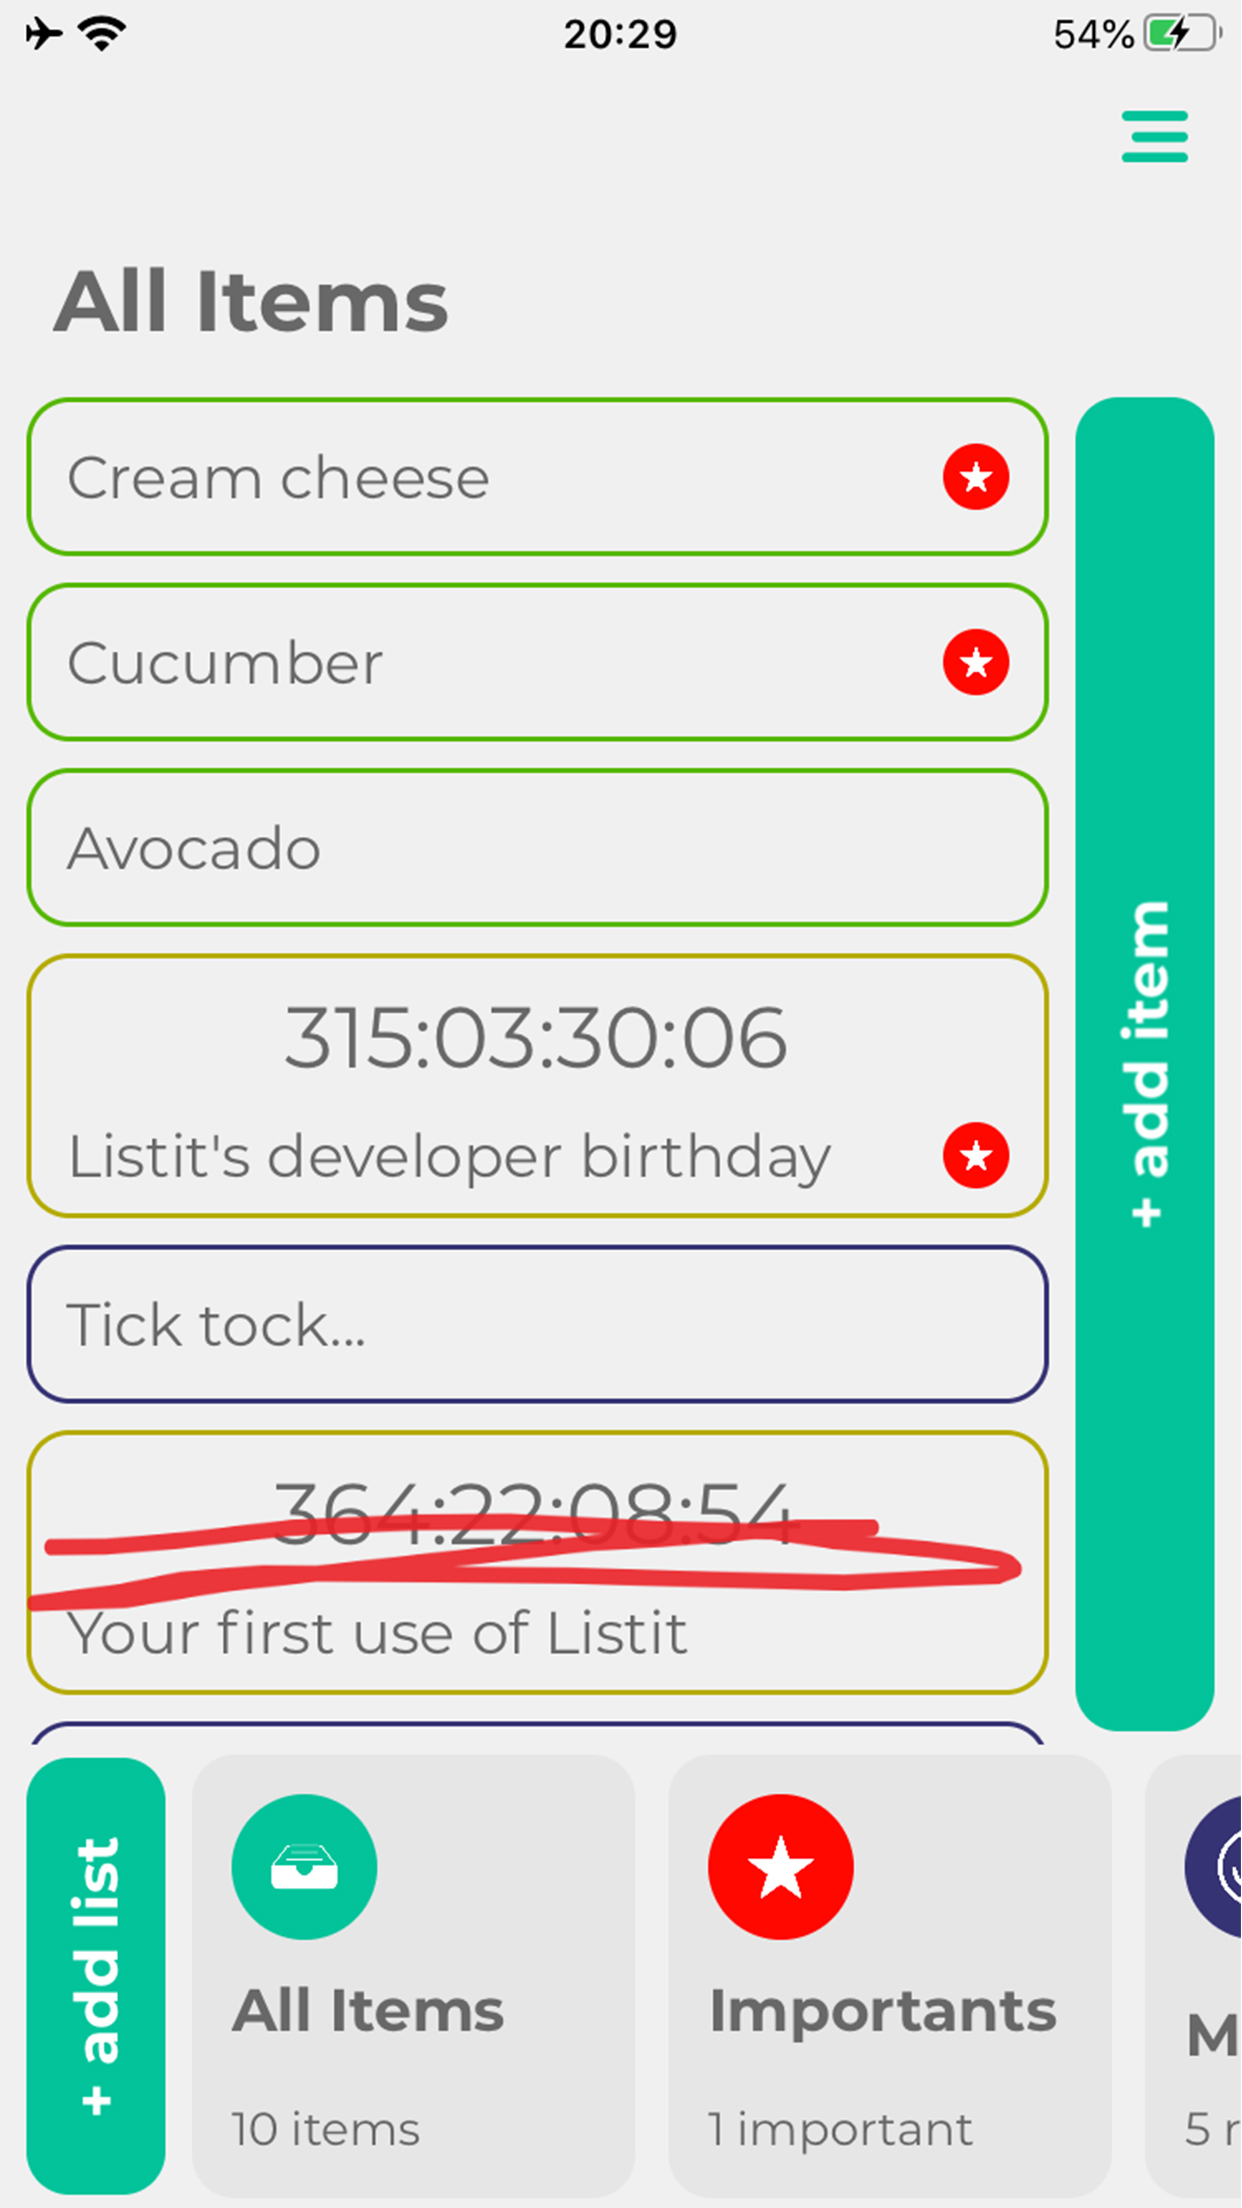 20:29
54%
All Items
Cream cheese
Cucumber
Avocado
315:03:30:06
Listit's developer birthday
Tick tock...
364:22:08:54
Your first use of Listit
+ add item
+ add list
All Items
10 items
Importants
1 important
M
5 r